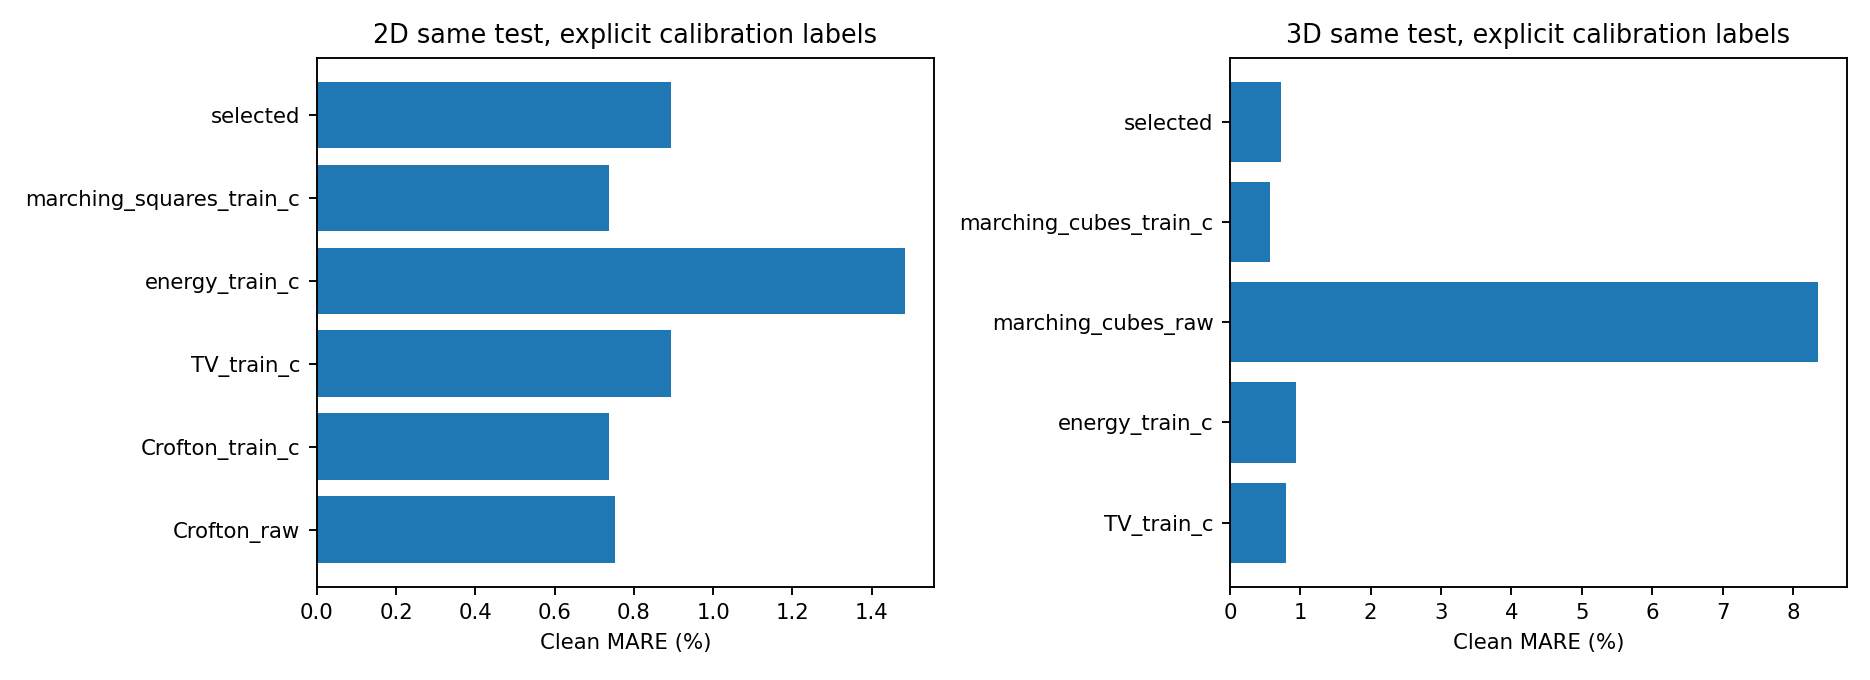 2D same test, explicit calibration labels
selected
marching_squares_train_c
energy_train_c
TV_train_c
Crofton_train_c
Crofton_raw
0.0 0.2 0.4 0.6 0.8 1.0 1.2 1.4
Clean MARE (%)
3D same test, explicit calibration labels
selected
marching_cubes_train_c
marching_cubes_raw
energy_train_c
TV_train_c
0 1 2 3 4 5 6 7 8
Clean MARE (%)